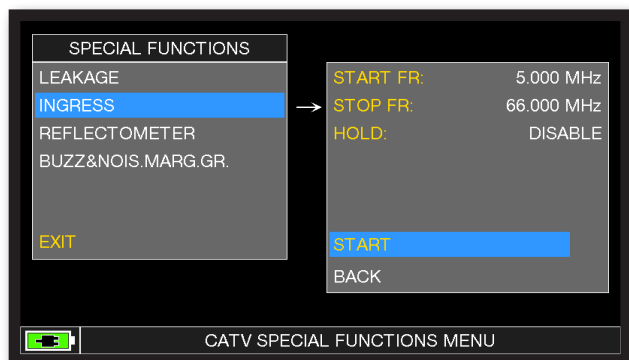 SPECIAL FUNCTIONS
LEAKAGE
INGRESS
REFLECTOMETER
BUZZ&NOIS.MARG.GR.
EXIT
START FR: 5.000 MHz
STOP FR: 66.000 MHz
HOLD: DISABLE
START
BACK
CATV SPECIAL FUNCTIONS MENU